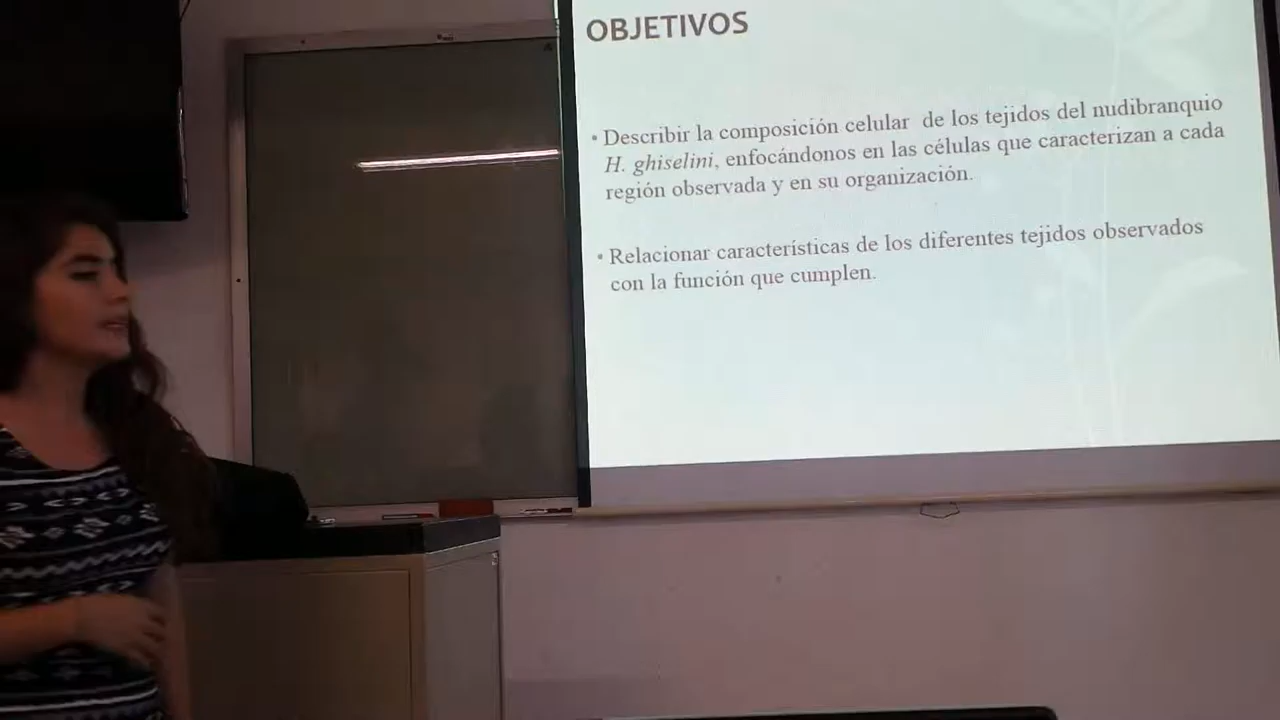 OBJETIVOS
• Describir la composición celular de los tejidos del nudibranquio
H. ghiselini, enfocándonos en las células que caracterizan a cada
región observada y en su organización.
• Relacionar características de los diferentes tejidos observados
con la función que cumplen.